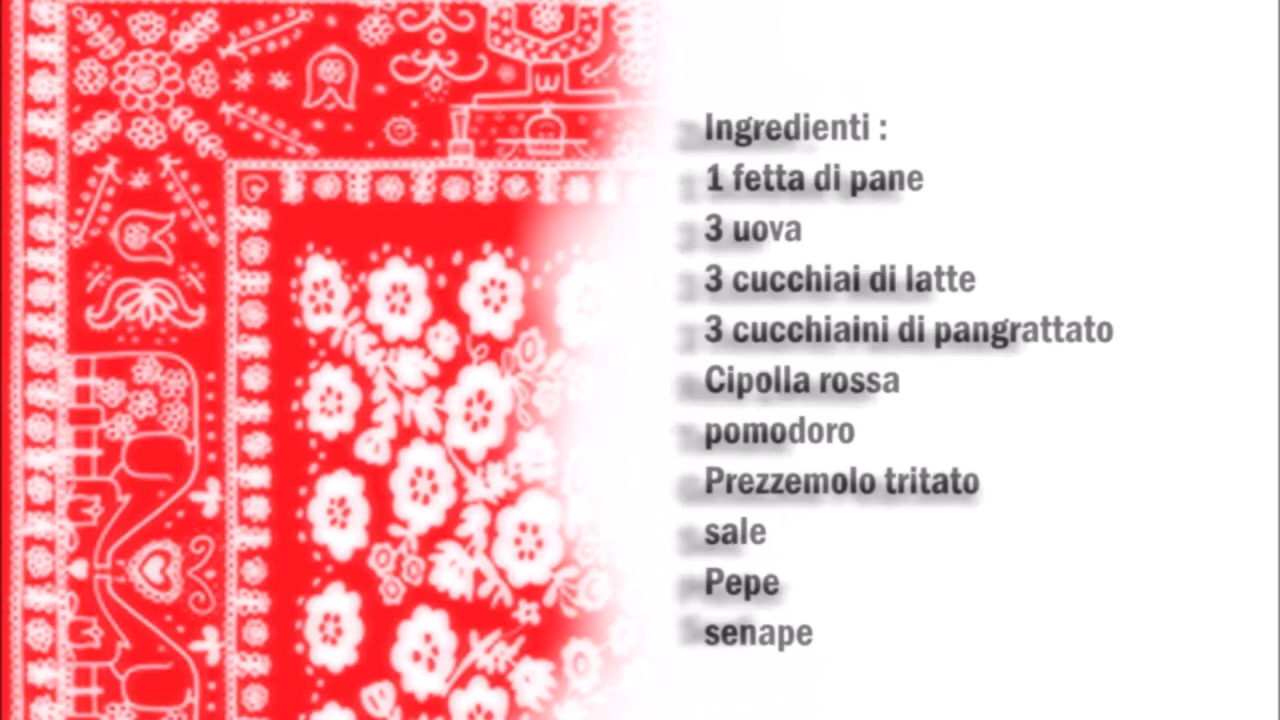 Ingredienti :
1 fetta di pane
3 uova
3 cucchiai di latte
3 cucchiaini di pangrattato
Cipolla rossa
pomodoro
Prezzemolo tritato
sale
Pepe
senape